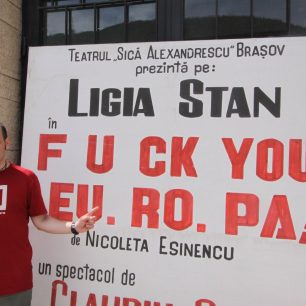 TEATRUL „SICĂ ALEXANDRESCU" BRAȘOV
prezintă pe:
LIGIA STAN
în
F U CK YOU
EU. RO. PA
de NICOLETA ESINENCU
un spectacol de